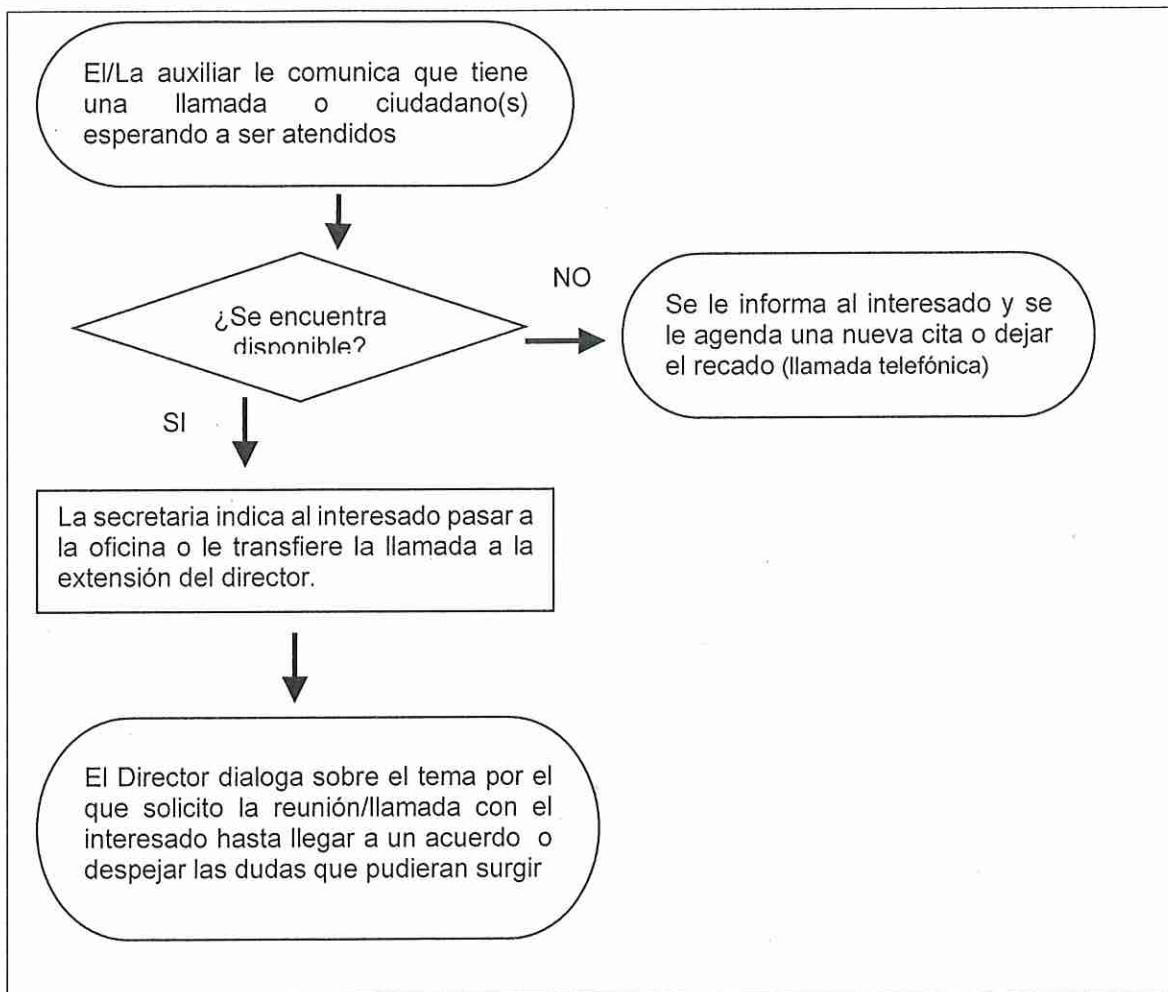 El/La auxiliar le comunica que tiene
una llamada o ciudadano(s)
esperando a ser atendidos
¿Se encuentra
disponible?
NO
Se le informa al interesado y se
le agenda una nueva cita o dejar
el recado (llamada telefónica)
SI
La secretaria indica al interesado pasar a
la oficina o le transfiere la llamada a la
extensión del director.
El Director dialoga sobre el tema por el
que solicito la reunión/llamada con el
interesado hasta llegar a un acuerdo o
despejar las dudas que pudieran surgir